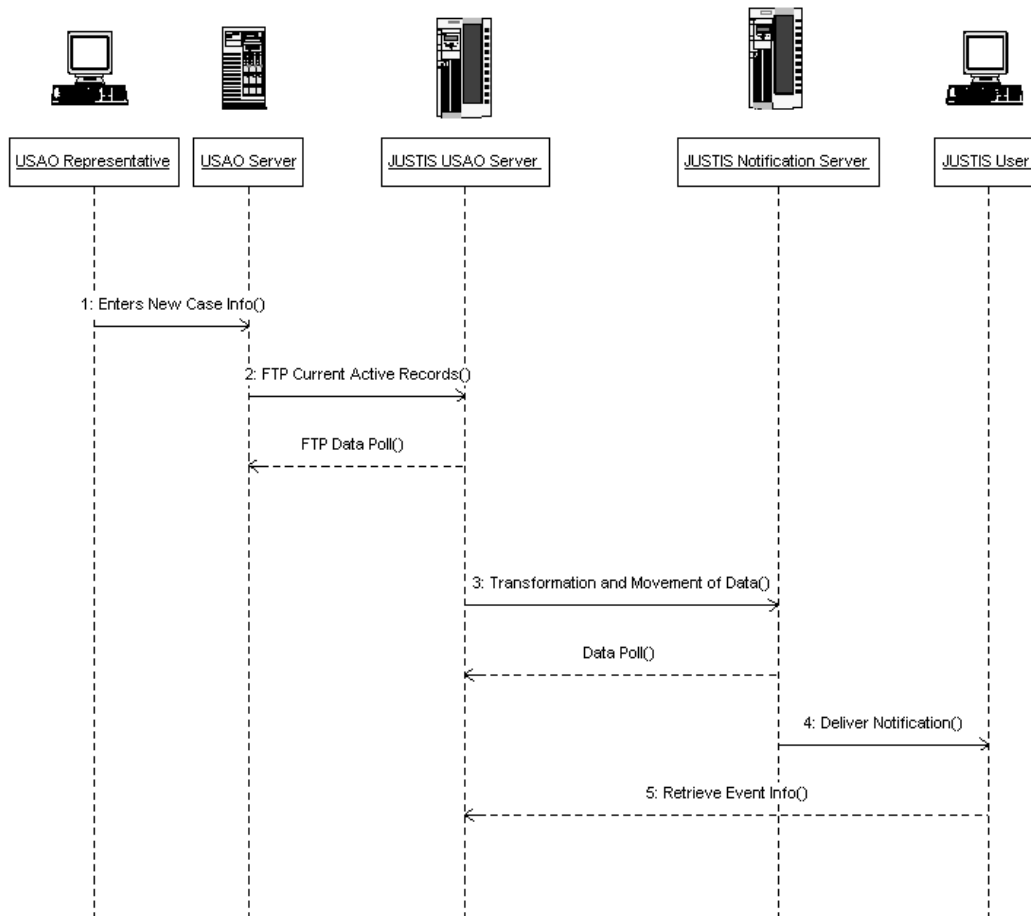 USAO Representative
USAO Server
JUSTIS USAO Server
JUSTIS Notification Server
JUSTIS User
1: Enters New Case Info()
2: FTP Current Active Records()
FTP Data Poll()
3: Transformation and Movement of Data()
Data Poll()
4: Deliver Notification()
5: Retrieve Event Info()